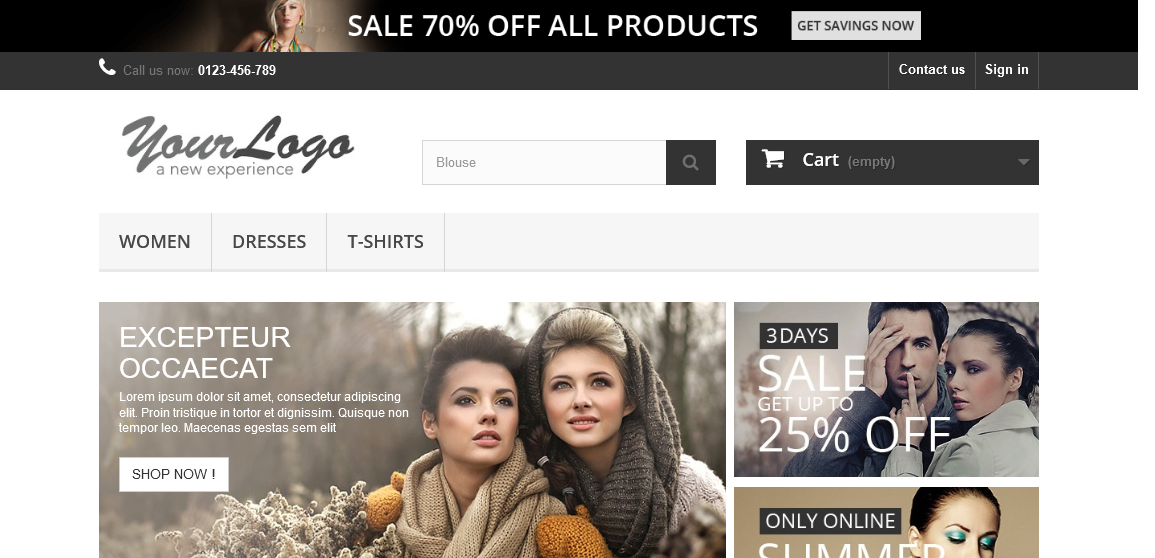 SALE 70% OFF ALL PRODUCTS GET SAVINGS NOW
Call us now: 0123-456-789 Contact us Sign in
YourLogo
a new experience
Blouse
Cart (empty)
WOMEN DRESSES T-SHIRTS
EXCEPTEUR
OCCAECAT
Lorem ipsum dolor sit amet, consectetur adipiscing
elit. Proin tristique in tortor et dignissim. Quisque non
tempor leo. Maecenas egestas sem elit
SHOP NOW !
3DAYS
SALE
GET UP TO
25% OFF
ONLY ONLINE
SUMMER